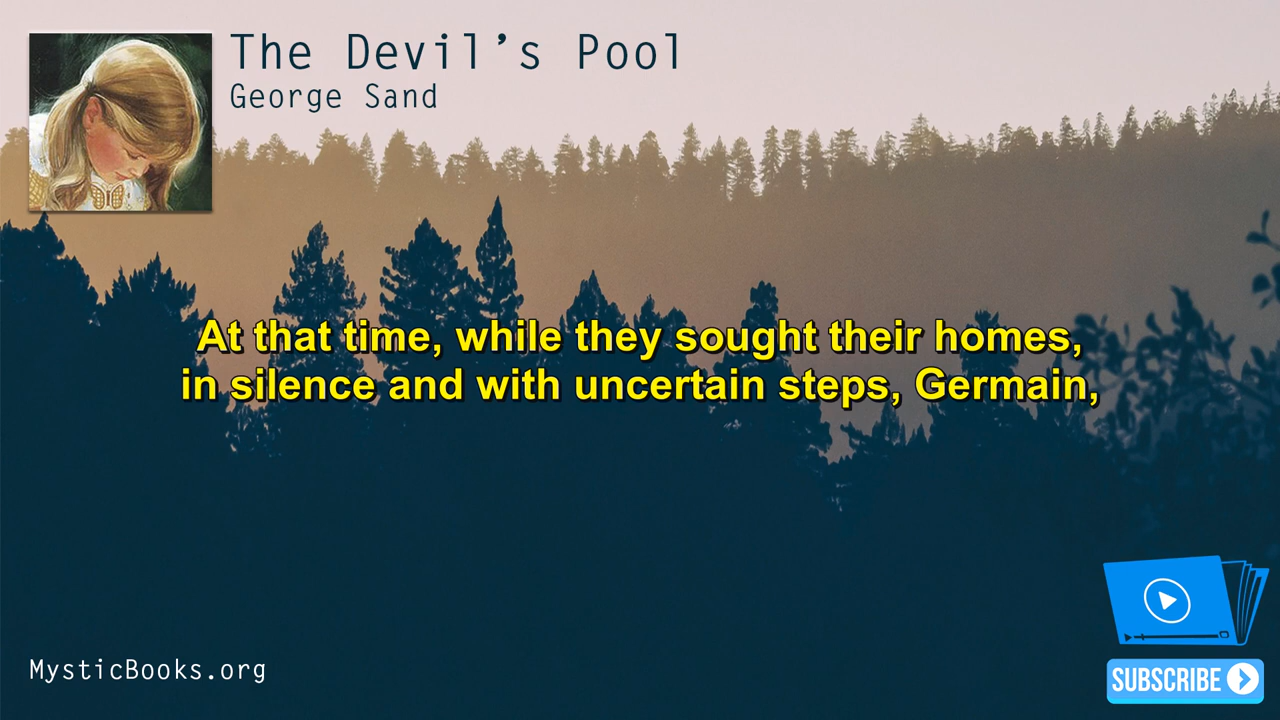 The Devil's Pool
George Sand
At that time, while they sought their homes,
in silence and with uncertain steps, Germain,
MysticBooks.org
SUBSCRIBE